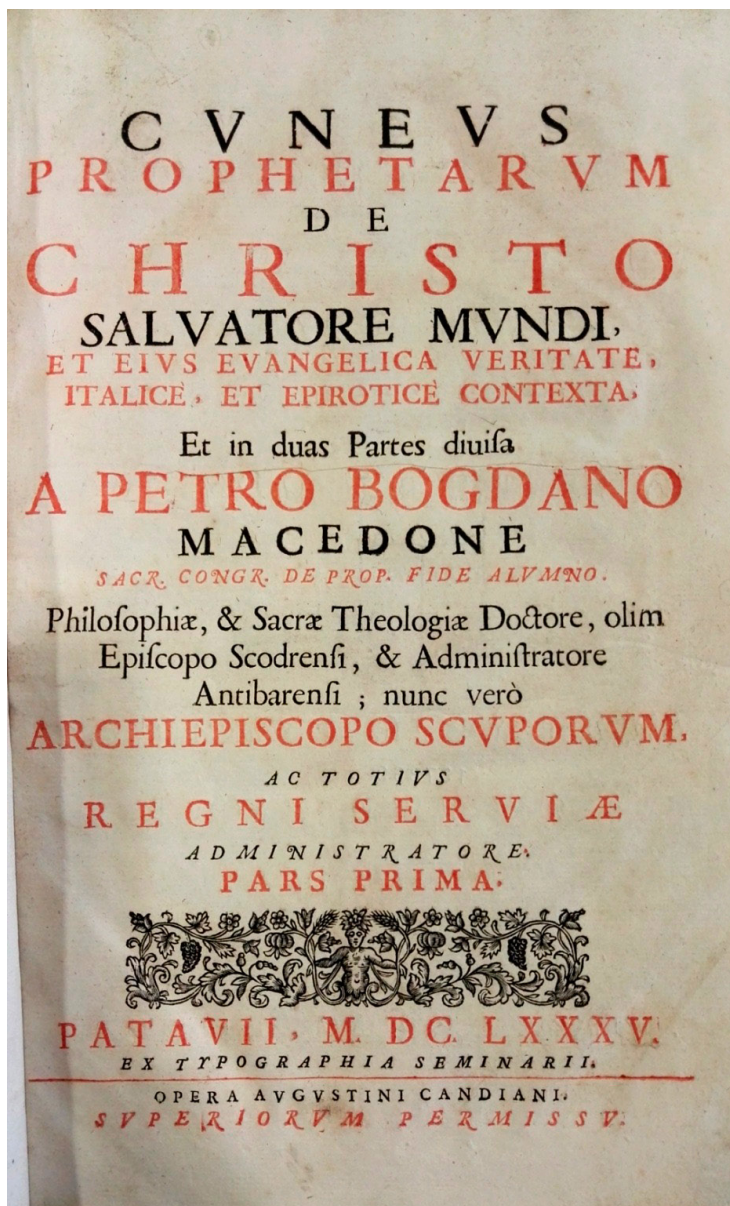 CVNEVS
PROPHETARVM
DE
CHRISTO
SALVATORE MVNDI,
ET EIVS EVANGELICA VERITATE,
ITALICE, ET EPIROTICE CONTEXTA,
Et in duas Partes diuiſa
A PETRO BOGDANO
MACEDONE
SACR. CONGR. DE PROP. FIDE ALVMNO.
Philoſophiæ, & Sacræ Theologiæ Doctore, olim
Epiſcopo Scodrenſi, & Adminiſtratore
Antibarenſi; nunc verò
ARCHIEPISCOPO SCVPORVM,
AC TOTIVS
REGNI SERVIÆ
ADMINISTRATORE.
PARS PRIMA.
PATAVII, M. DC. LXXXV.
EX TYPOGRAPHIA SEMINARII.
OPERA AVGVSTINI CANDIANI.
SVPERIORVM PERMISSV.